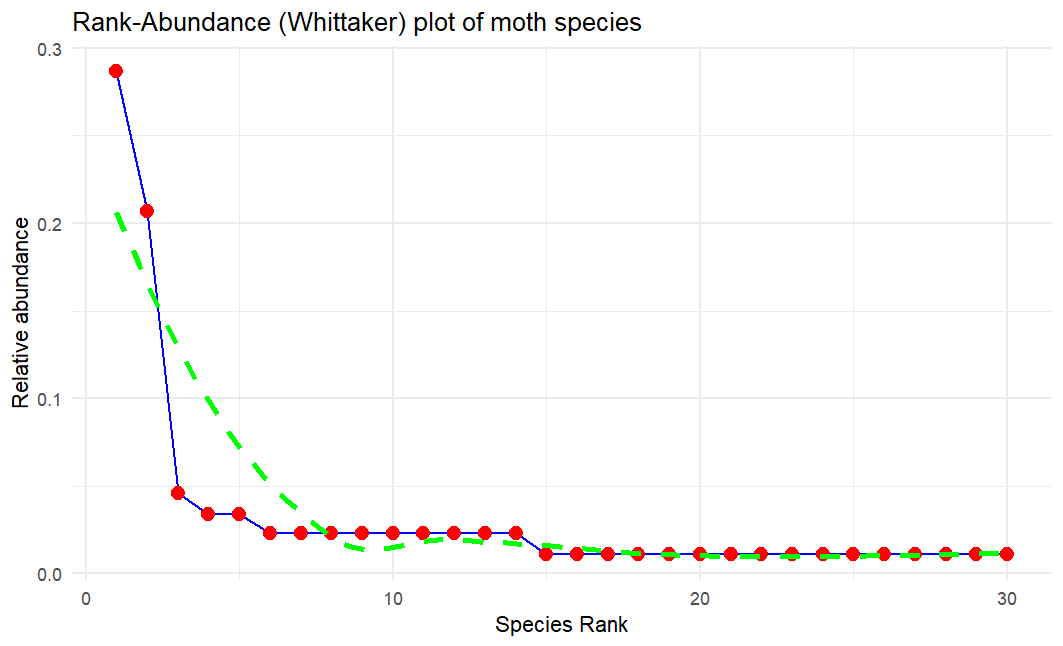 Rank-Abundance (Whittaker) plot of moth species
0.3
0.2
0.1
0.0
Relative abundance
0
10
20
30
Species Rank